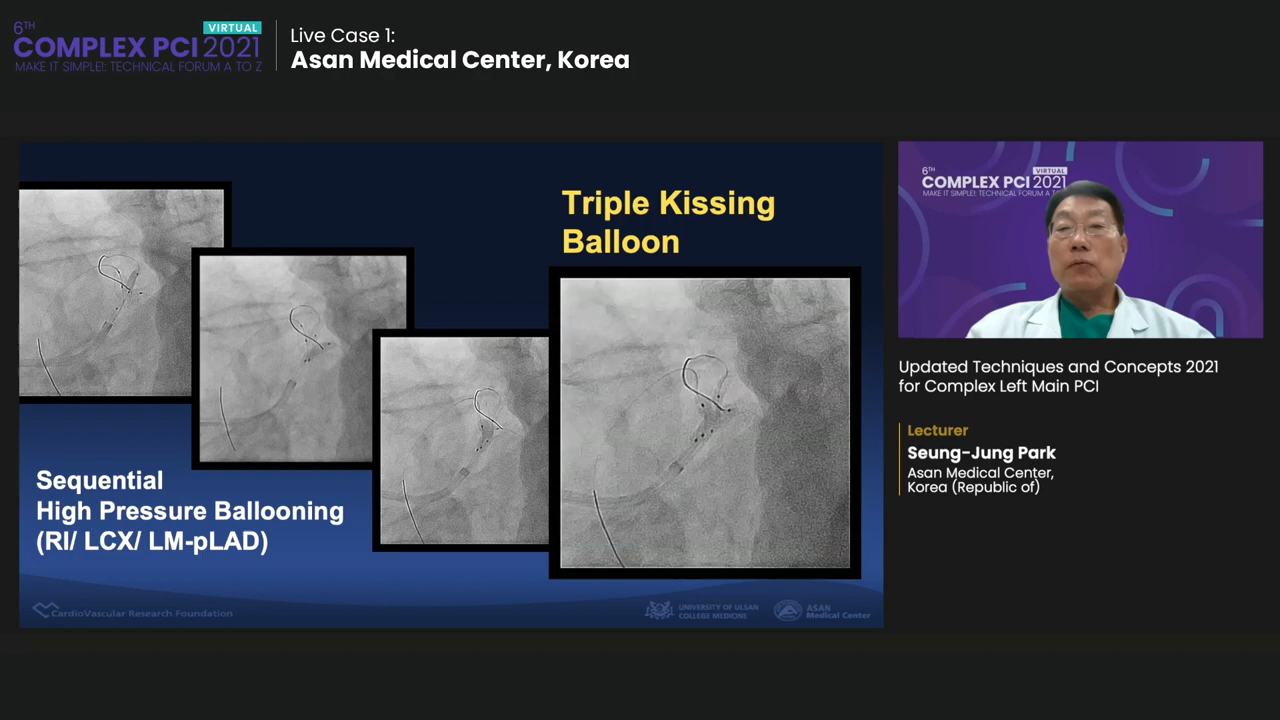 6TH
VIRTUAL
COMPLEX PCI 2021
MAKE IT SIMPLE!: TECHNICAL FORUM A TO Z
Live Case 1:
Asan Medical Center, Korea
Triple Kissing
Balloon
Sequential
High Pressure Ballooning
(RI/ LCX/ LM-pLAD)
CardioVascular Research Foundation
UNIVERSITY OF ULSAN
COLLEGE MEDICINE
ASAN
Medical Center
6TH
VIRTUAL
COMPLEX PCI 2021
MAKE IT SIMPLE!: TECHNICAL FORUM A TO
Updated Techniques and Concepts 2021
for Complex Left Main PCI
Lecturer
Seung-Jung Park
Asan Medical Center,
Korea (Republic of)